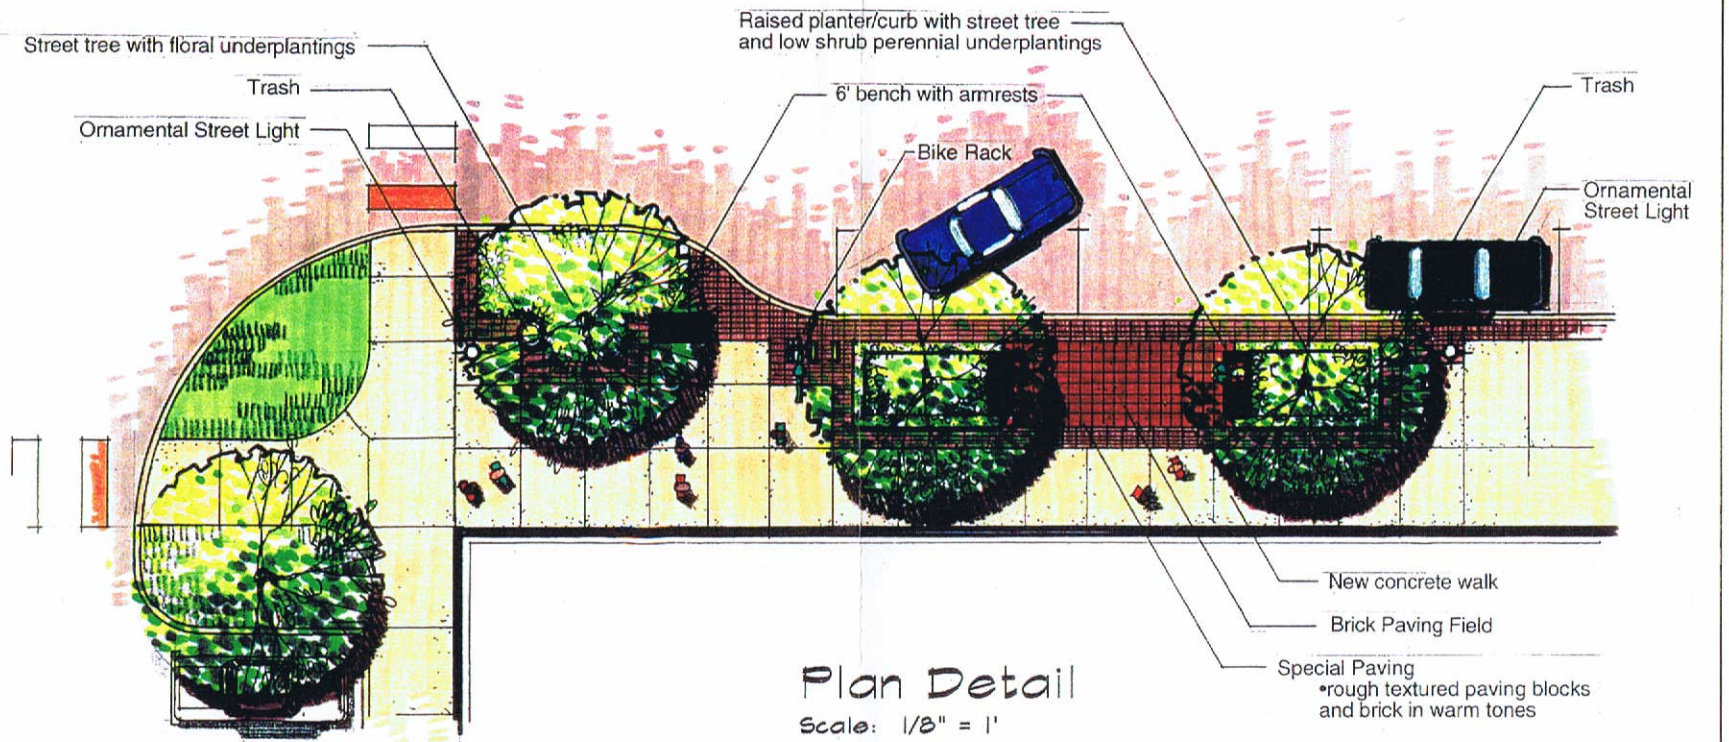 Street tree with floral underplantings
Trash
Ornamental Street Light
Raised planter/curb with street tree
and low shrub perennial underplantings
6' bench with armrests
Bike Rack
Trash
Ornamental
Street Light
New concrete walk
Brick Paving Field
Special Paving
•rough textured paving blocks
and brick in warm tones
Plan Detail
Scale: 1/8" = 1'